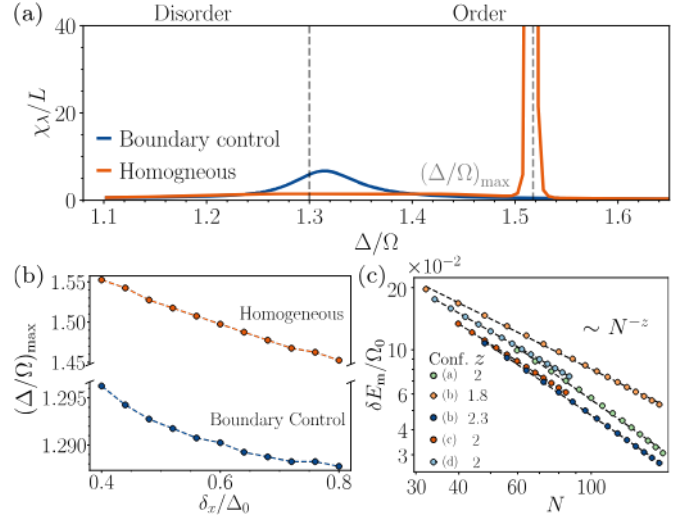 (a)
Disorder
Order
χλ/L
40
20
0
Boundary control
Homogneous
(Δ/Ω)max
1.1
1.2
1.3
1.4
1.5
1.6
Δ/Ω
(b)
(Δ/Ω)max
1.55
1.50
1.45
1.295
1.290
Homogeneous
Boundary Control
0.4
0.6
0.8
δx/Δ0
(c)
×10⁻²
δEm/Ω0
20
10
6
4
3
∼ N⁻ᶻ
Conf. z
(a) 2
(b) 1.8
(b) 2.3
(c) 2
(d) 2
30
40
60
100
N